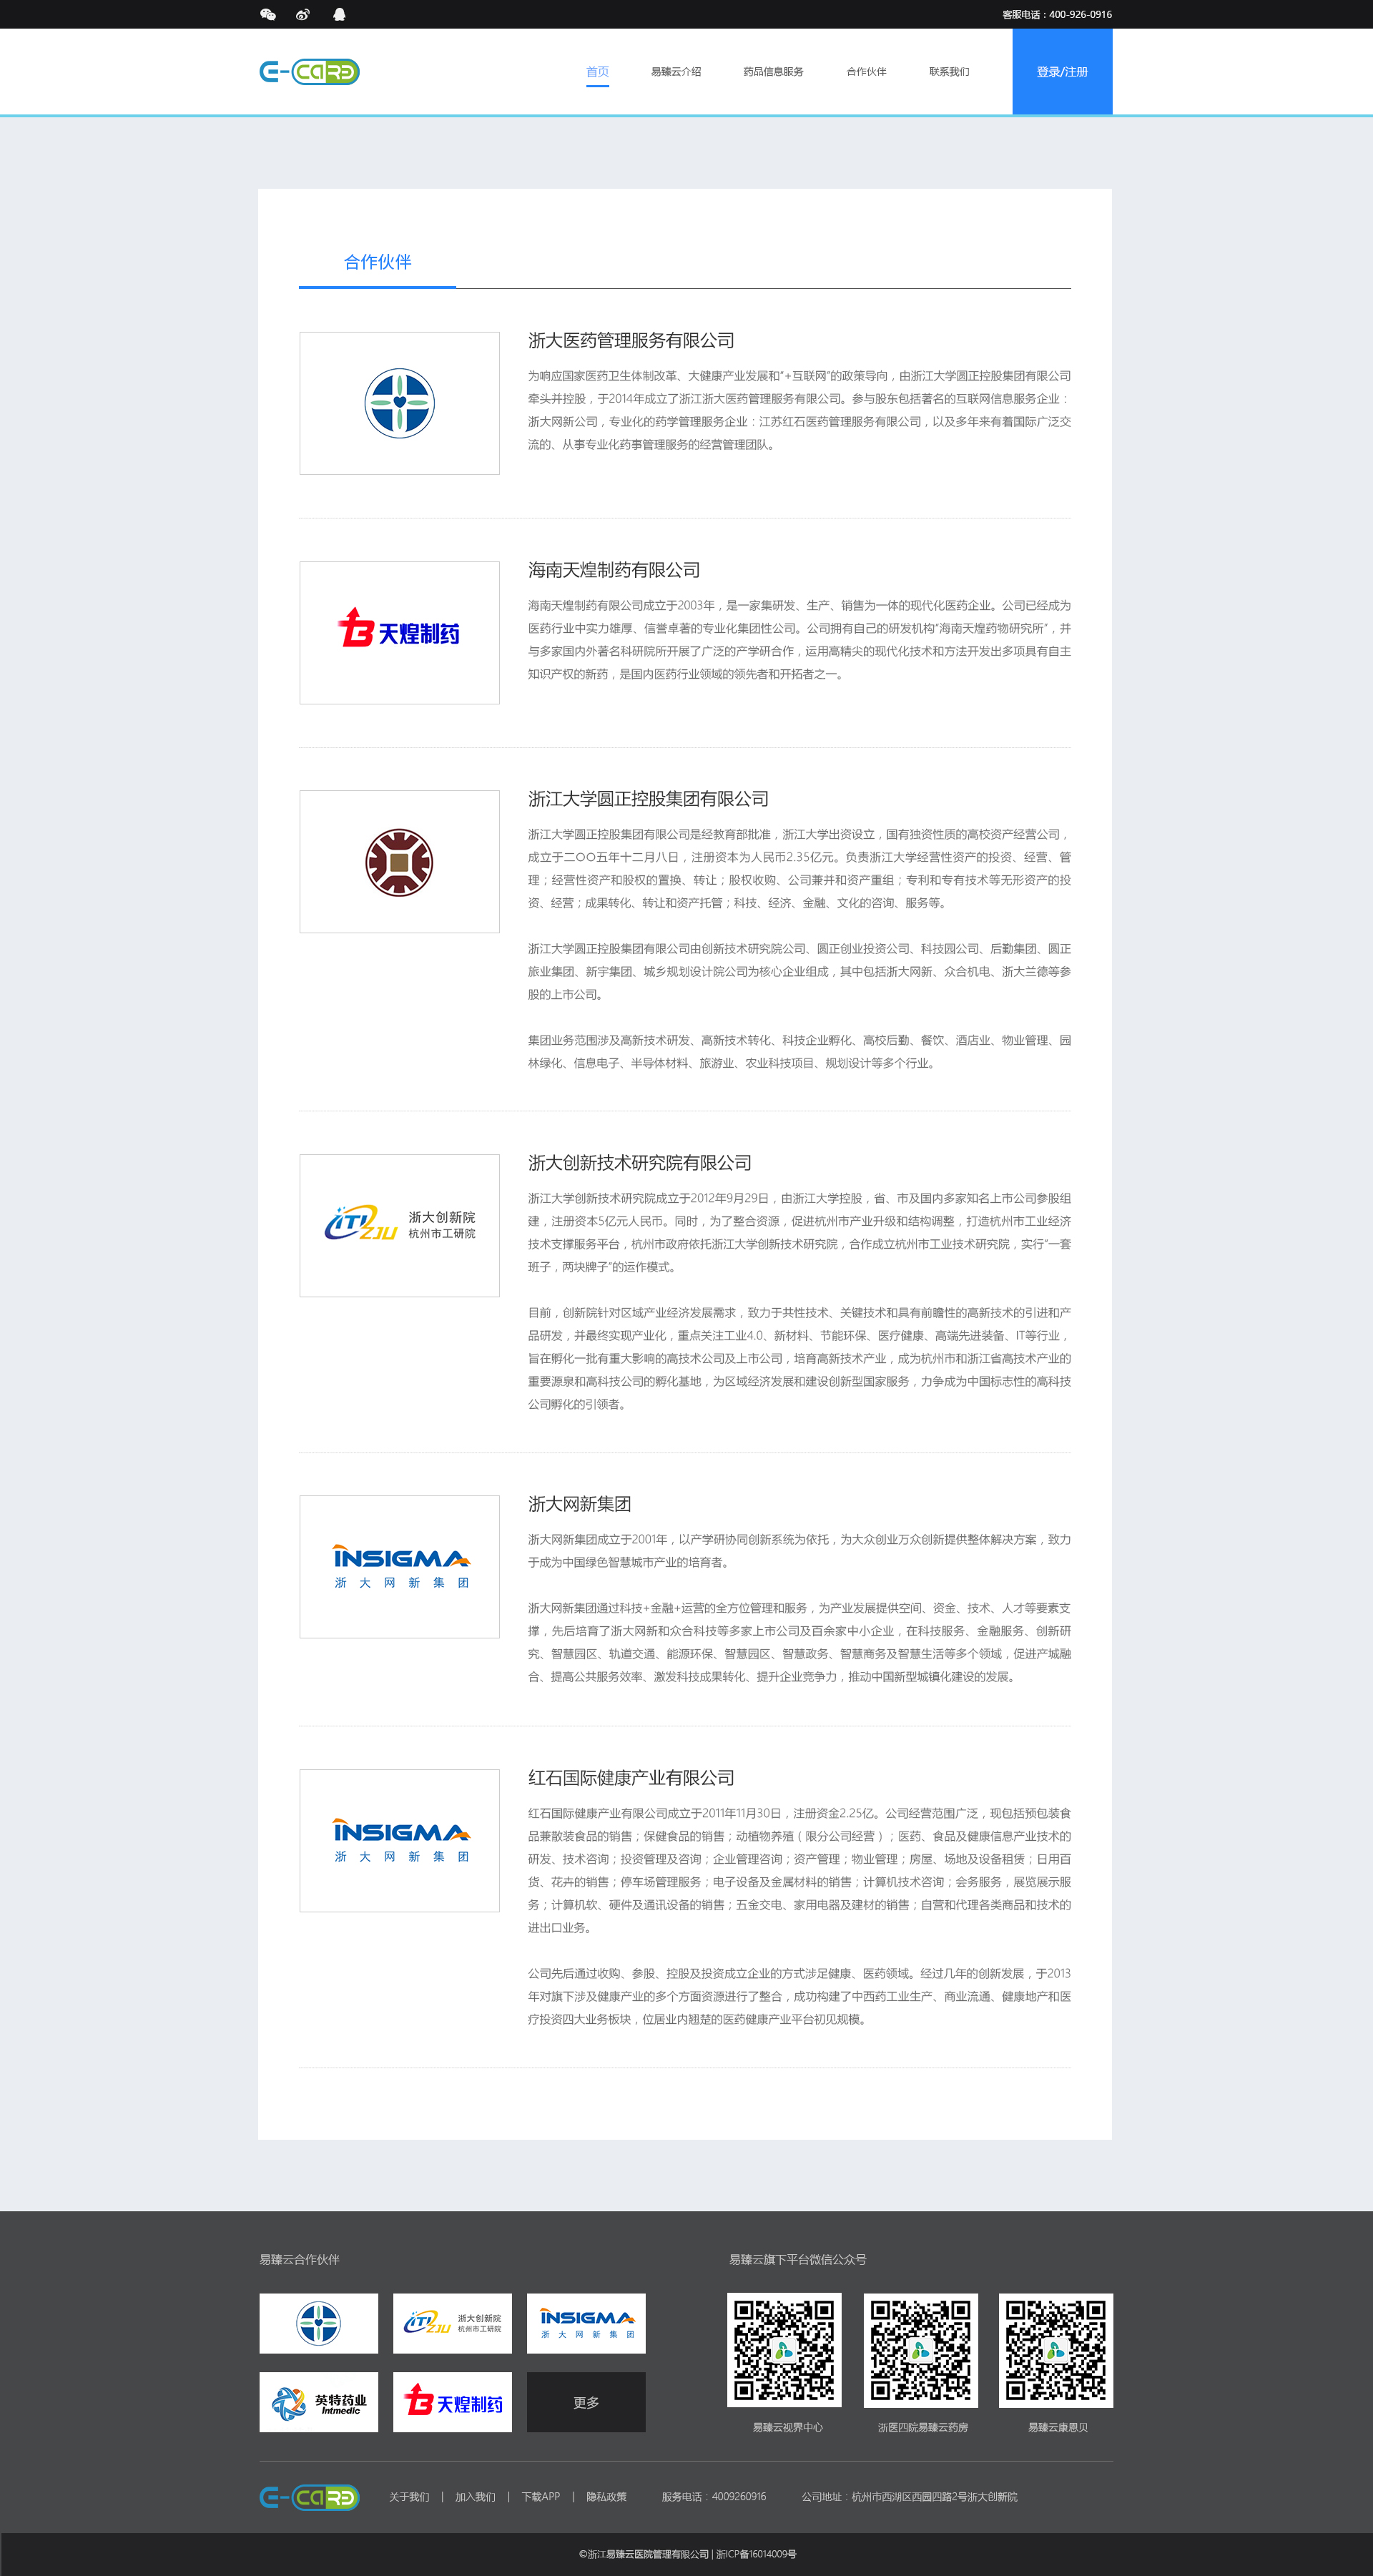 客服电话：400-926-0916
e-CARD
首页 易臻云介绍 药品信息服务 合作伙伴 联系我们 登录/注册
合作伙伴
浙大医药管理服务有限公司
为响应国家医药卫生体制改革、大健康产业发展和“+互联网”的政策导向，由浙江大学圆正控股集团有限公司
牵头并控股，于2014年成立了浙江浙大医药管理服务有限公司。参与股东包括著名的互联网信息服务企业：
浙大网新公司，专业化的药学管理服务企业：江苏红石医药管理服务有限公司，以及多年来有着国际广泛交
流的、从事专业化药事管理服务的经营管理团队。
天煌制药
海南天煌制药有限公司
海南天煌制药有限公司成立于2003年，是一家集研发、生产、销售为一体的现代化医药企业。公司已经成为
医药行业中实力雄厚、信誉卓著的专业化集团性公司。公司拥有自己的研发机构“海南天煌药物研究所”，并
与多家国内外著名科研院所开展了广泛的产学研合作，运用高精尖的现代化技术和方法开发出多项具有自主
知识产权的新药，是国内医药行业领域的领先者和开拓者之一。
浙江大学圆正控股集团有限公司
浙江大学圆正控股集团有限公司是经教育部批准，浙江大学出资设立，国有独资性质的高校资产经营公司，
成立于二〇〇五年十二月八日，注册资本为人民币2.35亿元。负责浙江大学经营性资产的投资、经营、管
理；经营性资产和股权的置换、转让；股权收购、公司兼并和资产重组；专利和专有技术等无形资产的投
资、经营；成果转化、转让和资产托管；科技、经济、金融、文化的咨询、服务等。
浙江大学圆正控股集团有限公司由创新技术研究院公司、圆正创业投资公司、科技园公司、后勤集团、圆正
旅业集团、新宇集团、城乡规划设计院公司为核心企业组成，其中包括浙大网新、众合机电、浙大兰德等参
股的上市公司。
集团业务范围涉及高新技术研发、高新技术转化、科技企业孵化、高校后勤、餐饮、酒店业、物业管理、园
林绿化、信息电子、半导体材料、旅游业、农业科技项目、规划设计等多个行业。
ITI ZJU 浙大创新院
杭州市工研院
浙大创新技术研究院有限公司
浙江大学创新技术研究院成立于2012年9月29日，由浙江大学控股，省、市及国内多家知名上市公司参股组
建，注册资本5亿元人民币。同时，为了整合资源，促进杭州市产业升级和结构调整，打造杭州市工业经济
技术支撑服务平台，杭州市政府依托浙江大学创新技术研究院，合作成立杭州市工业技术研究院，实行“一套
班子，两块牌子”的运作模式。
目前，创新院针对区域产业经济发展需求，致力于共性技术、关键技术和具有前瞻性的高新技术的引进和产
品研发，并最终实现产业化，重点关注工业4.0、新材料、节能环保、医疗健康、高端先进装备、IT等行业，
旨在孵化一批有重大影响的高技术公司及上市公司，培育高新技术产业，成为杭州市和浙江省高技术产业的
重要源泉和高科技公司的孵化基地，为区域经济发展和建设创新型国家服务，力争成为中国标志性的高科技
公司孵化的引领者。
INSIGMA
浙大网新集团
浙大网新集团
浙大网新集团成立于2001年，以产学研协同创新系统为依托，为大众创业万众创新提供整体解决方案，致力
于成为中国绿色智慧城市产业的培育者。
浙大网新集团通过科技+金融+运营的全方位管理和服务，为产业发展提供空间、资金、技术、人才等要素支
撑，先后培育了浙大网新和众合科技等多家上市公司及百余家中小企业，在科技服务、金融服务、创新研
究、智慧园区、轨道交通、能源环保、智慧园区、智慧政务、智慧商务及智慧生活等多个领域，促进产城融
合、提高公共服务效率、激发科技成果转化、提升企业竞争力，推动中国新型城镇化建设的发展。
INSIGMA
浙大网新集团
红石国际健康产业有限公司
红石国际健康产业有限公司成立于2011年11月30日，注册资金2.25亿。公司经营范围广泛，现包括预包装食
品兼散装食品的销售；保健食品的销售；动植物养殖（限分公司经营）；医药、食品及健康信息产业技术的
研发、技术咨询；投资管理及咨询；企业管理咨询；资产管理；物业管理；房屋、场地及设备租赁；日用百
货、花卉的销售；停车场管理服务；电子设备及金属材料的销售；计算机技术咨询；会务服务，展览展示服
务；计算机软、硬件及通讯设备的销售；五金交电、家用电器及建材的销售；自营和代理各类商品和技术的
进出口业务。
公司先后通过收购、参股、控股及投资成立企业的方式涉足健康、医药领域。经过几年的创新发展，于2013
年对旗下涉及健康产业的多个方面资源进行了整合，成功构建了中西药工业生产、商业流通、健康地产和医
疗投资四大业务板块，位居业内翘楚的医药健康产业平台初见规模。
易臻云合作伙伴
ITI ZJU 浙大创新院
杭州市工研院
INSIGMA
浙大网新集团
英特药业
Intmedic
天煌制药
更多
易臻云旗下平台微信公众号
易臻云视界中心 浙医四院易臻云药房 易臻云康恩贝
e-CARD 关于我们 | 加入我们 | 下载APP | 隐私政策 服务电话：4009260916 公司地址：杭州市西湖区西园四路2号浙大创新院
©浙江易臻云医院管理有限公司 | 浙ICP备16014009号